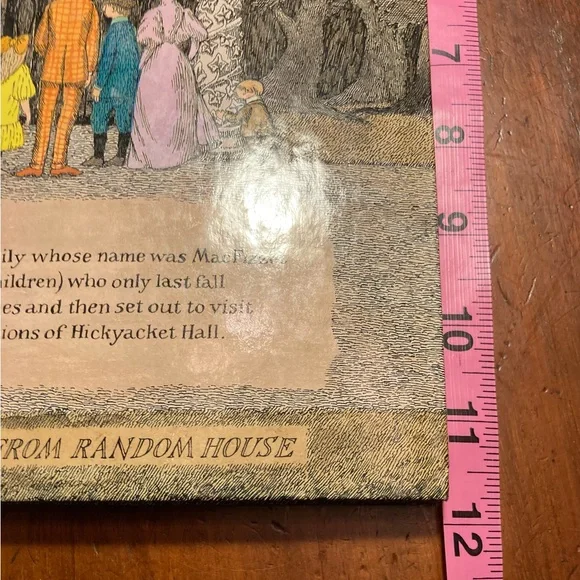 ily whose name was
hildren) who only last fall
es and then set out to visit
ions of Hickyacket Hall.
FROM RANDOM HOUSE
7
8
9
10
11
12